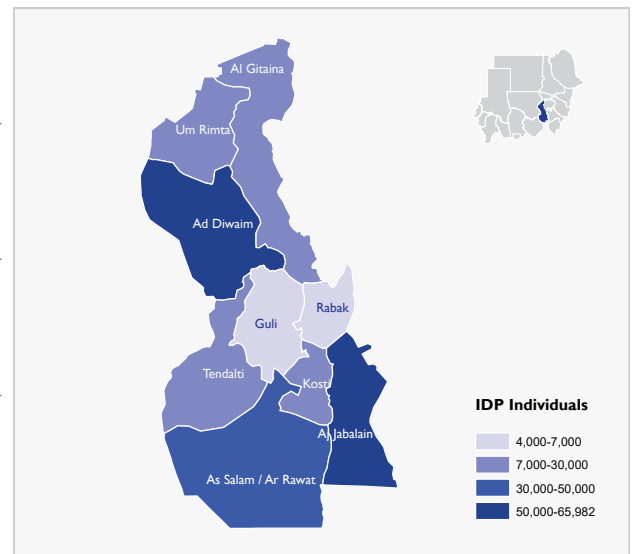 Al Gitaina
Um Rimta
Ad Diwaim
Rabak
Guli
Tendalti
Kosti
Aj Jabalain
As Salam / Ar Rawat
IDP Individuals
4,000-7,000
7,000-30,000
30,000-50,000
50,000-65,982